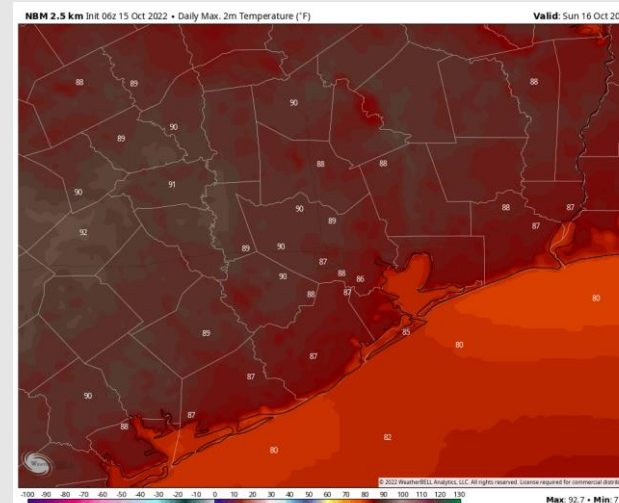 NBM 2.5 km Init 06z 15 Oct 2022 • Daily Max. 2m Temperature (°F)
Valid: Sun 16 Oct 20
88 89 88
90
89 90
88 88
90 91
90 88 87
92 89 87
89 90
87
90 88 86
88 87
80
89 85
80
87
87
90
88 87
82
80
© 2022 WeatherBELL Analytics, LLC. All rights reserved. License required for commercial distrib
-100 -90 -80 -70 -60 -50 -40 -30 -20 -10 0 10 20 30 40 50 60 70 80 90 100 110 120 130
Max: 92.7 • Min: 7